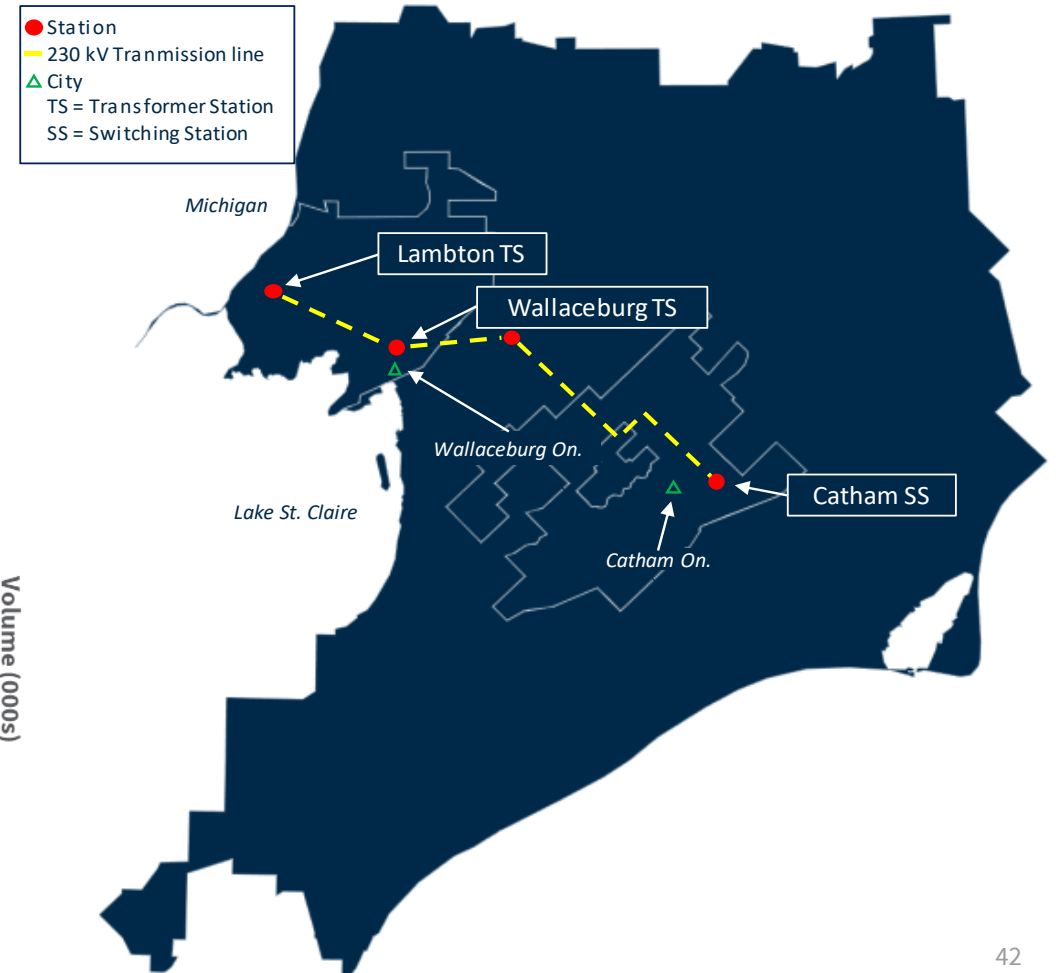 Station
230 kV Tranmission line
City
TS = Transformer Station
SS = Switching Station
Michigan
Lambton TS
Wallaceburg TS
Wallaceburg On.
Catham SS
Lake St. Claire
Catham On.
Volume (000s)
42